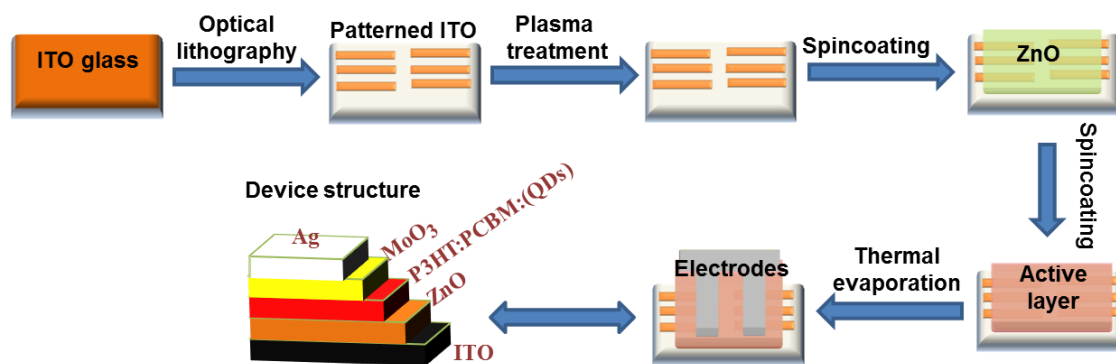 ITO glass
Optical
lithography
Patterned ITO
Plasma
treatment
Spincoating
ZnO
Spincoating
Active
layer
Thermal
evaporation
Electrodes
Device structure
Ag
MoO₃
P3HT:PCBM:(QDs)
ZnO
ITO